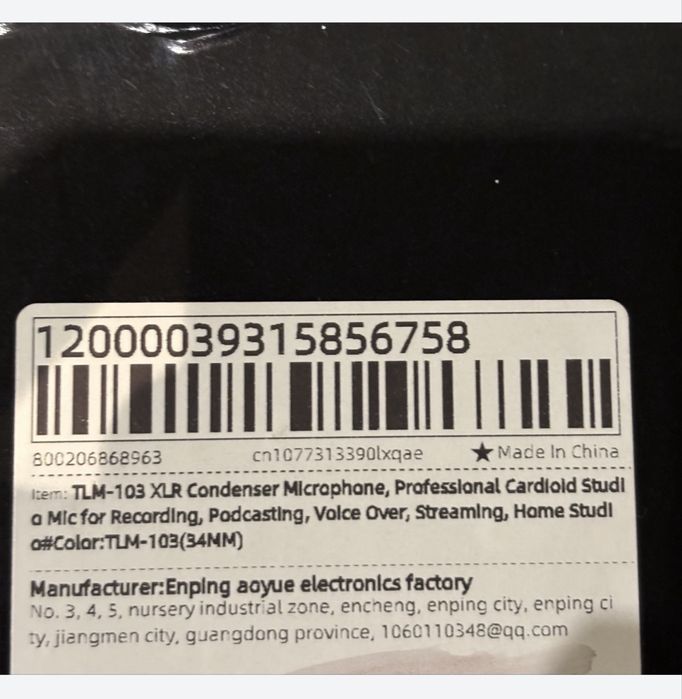 12000039315856758
800206868963 cn1077313390lxqae ★Made In China
Item: TLM-103 XLR Condenser Microphone, Professional Cardioid Studi
o Mic for Recording, Podcasting, Voice Over, Streaming, Home Studi
o#Color:TLM-103(34MM)
Manufacturer:Enping aoyue electronics factory
No. 3, 4, 5, nursery industrial zone, encheng, enping city, enping ci
ty, jiangmen city, guangdong province, 1060110348@qq.com